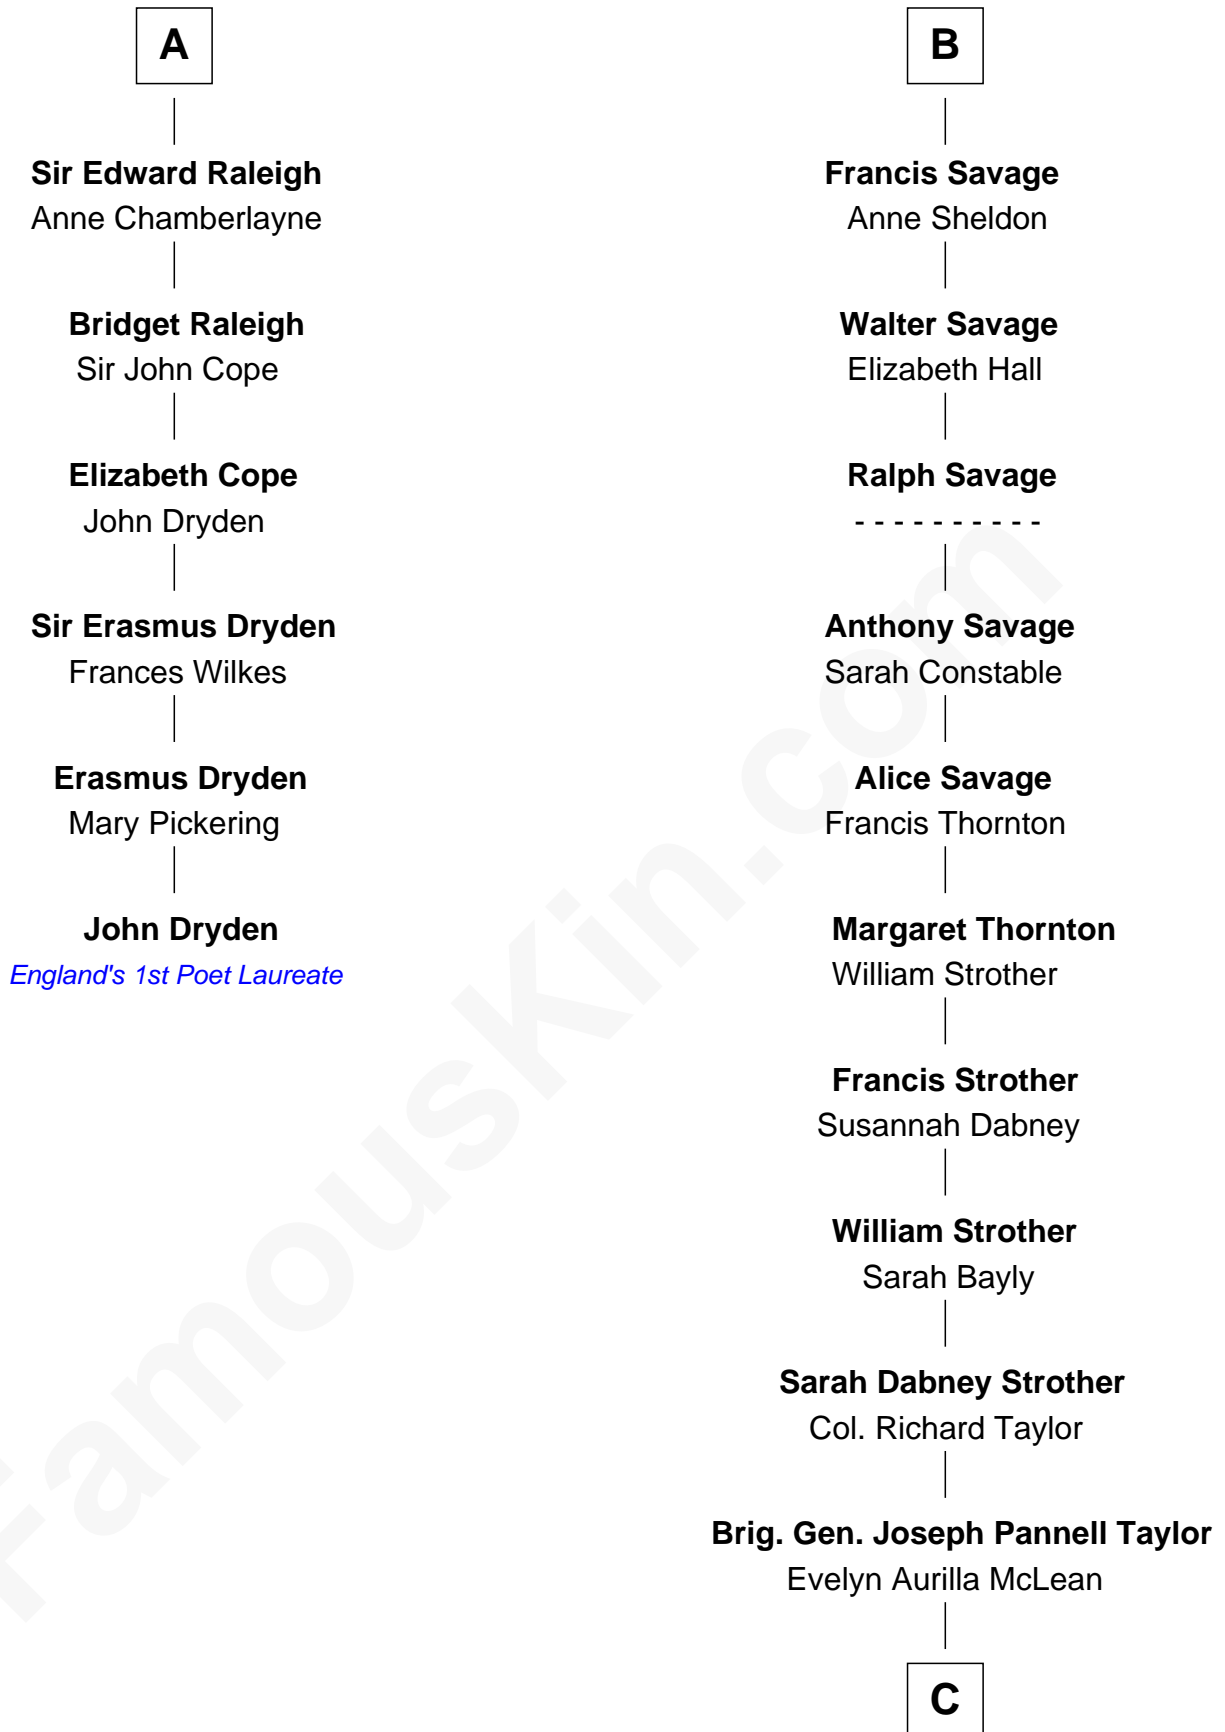 A
Sir Edward Raleigh
Anne Chamberlayne
Bridget Raleigh
Sir John Cope
Elizabeth Cope
John Dryden
Sir Erasmus Dryden
Frances Wilkes
Erasmus Dryden
Mary Pickering
John Dryden
England's 1st Poet Laureate
B
Francis Savage
Anne Sheldon
Walter Savage
Elizabeth Hall
Ralph Savage
- - - - - - - - - -
Anthony Savage
Sarah Constable
Alice Savage
Francis Thornton
Margaret Thornton
William Strother
Francis Strother
Susannah Dabney
William Strother
Sarah Bayly
Sarah Dabney Strother
Col. Richard Taylor
Brig. Gen. Joseph Pannell Taylor
Evelyn Aurilla McLean
C
FamousKin.com